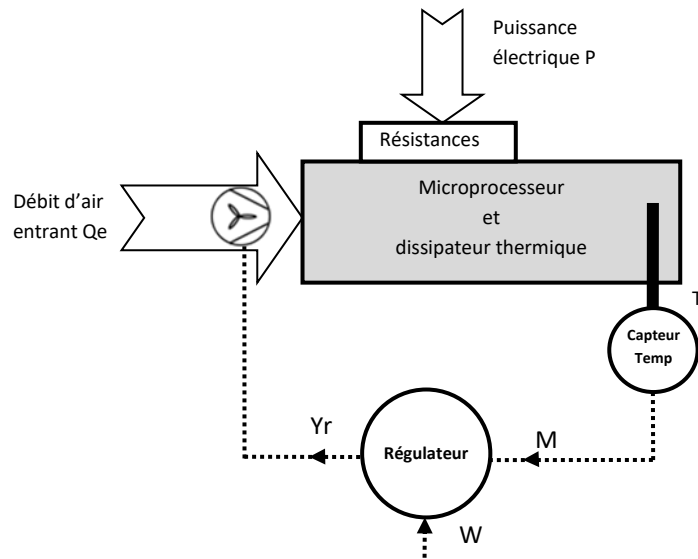 Puissance
électrique P
Résistances
Débit d'air
entrant Qe
Microprocesseur
et
dissipateur thermique
T
Capteur
Temp
Yr
Régulateur
M
W